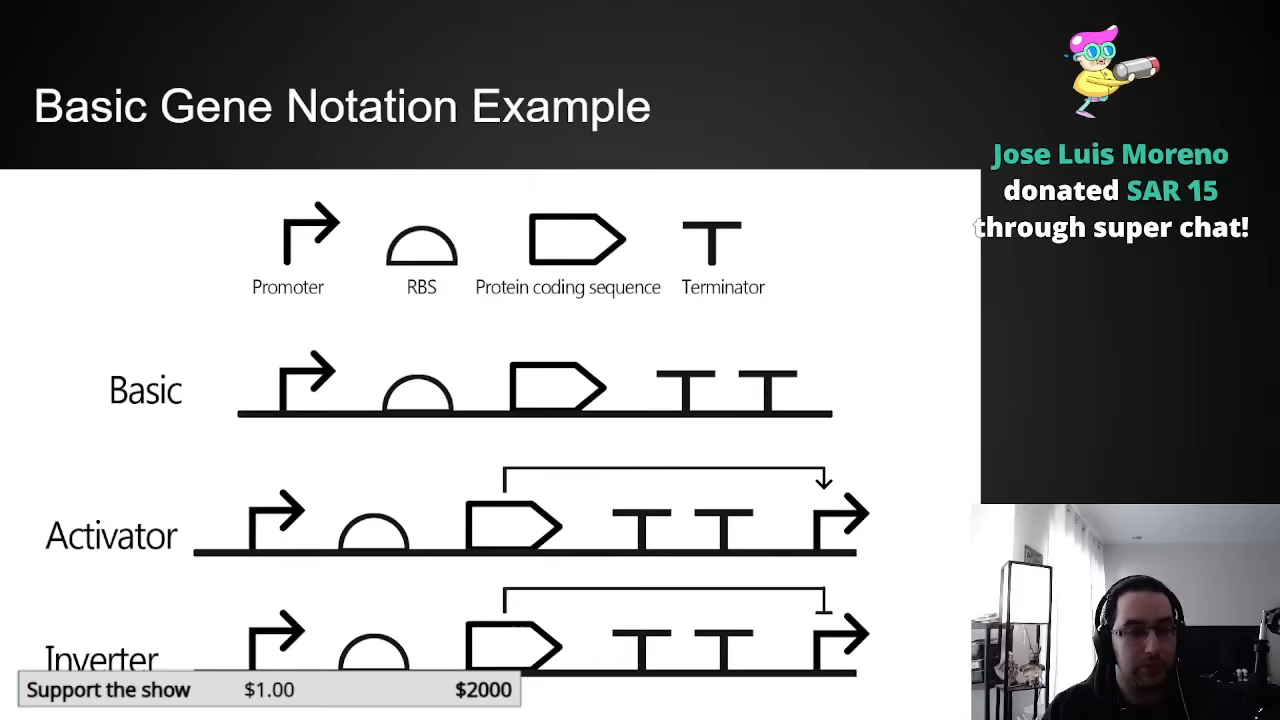 Basic Gene Notation Example
Jose Luis Moreno
donated SAR 15
through super chat!
Promoter RBS Protein coding sequence Terminator
Basic
Activator
Inverter
Support the show $1.00 $2000